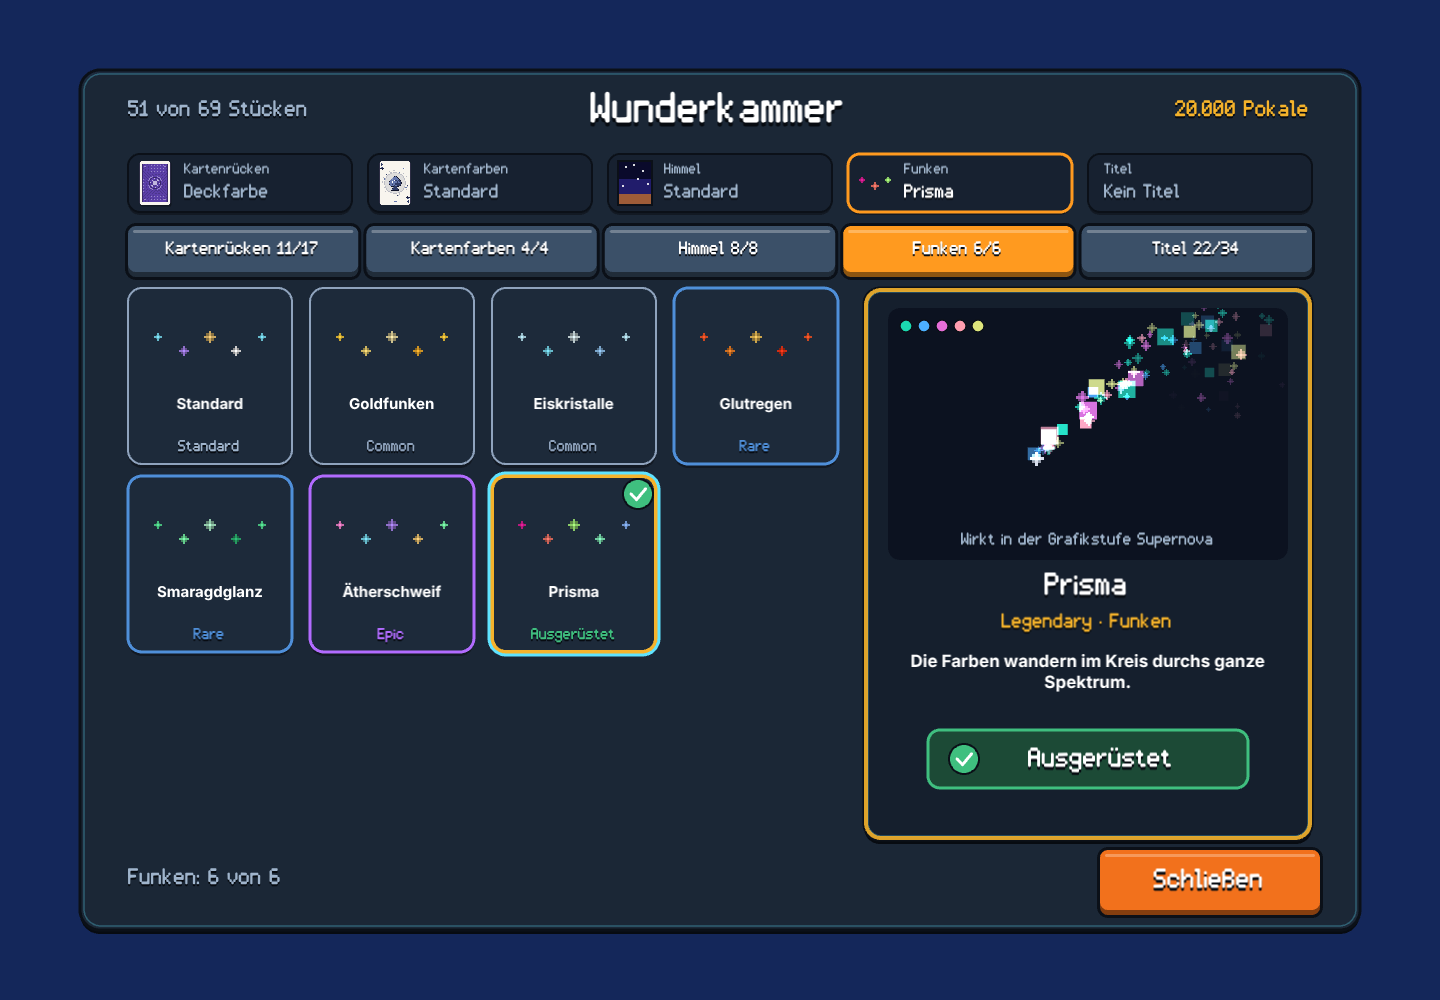 51 von 69 Stücken
Wunderkammer
20.000 Pokale
Kartenrücken
Deckfarbe
Kartenfarben
Standard
Himmel
Standard
Funken
Prisma
Titel
Kein Titel
Kartenrücken 11/17
Kartenfarben 4/4
Himmel 8/8
Funken 6/6
Titel 22/34
Standard
Standard
Goldfunken
Common
Eiskristalle
Common
Glutregen
Rare
Smaragdglanz
Rare
Ätherschweif
Epic
Prisma
Ausgerüstet
Wirkt in der Grafikstufe Supernova
Prisma
Legendary · Funken
Die Farben wandern im Kreis durchs ganze
Spektrum.
Ausgerüstet
Funken: 6 von 6
Schließen